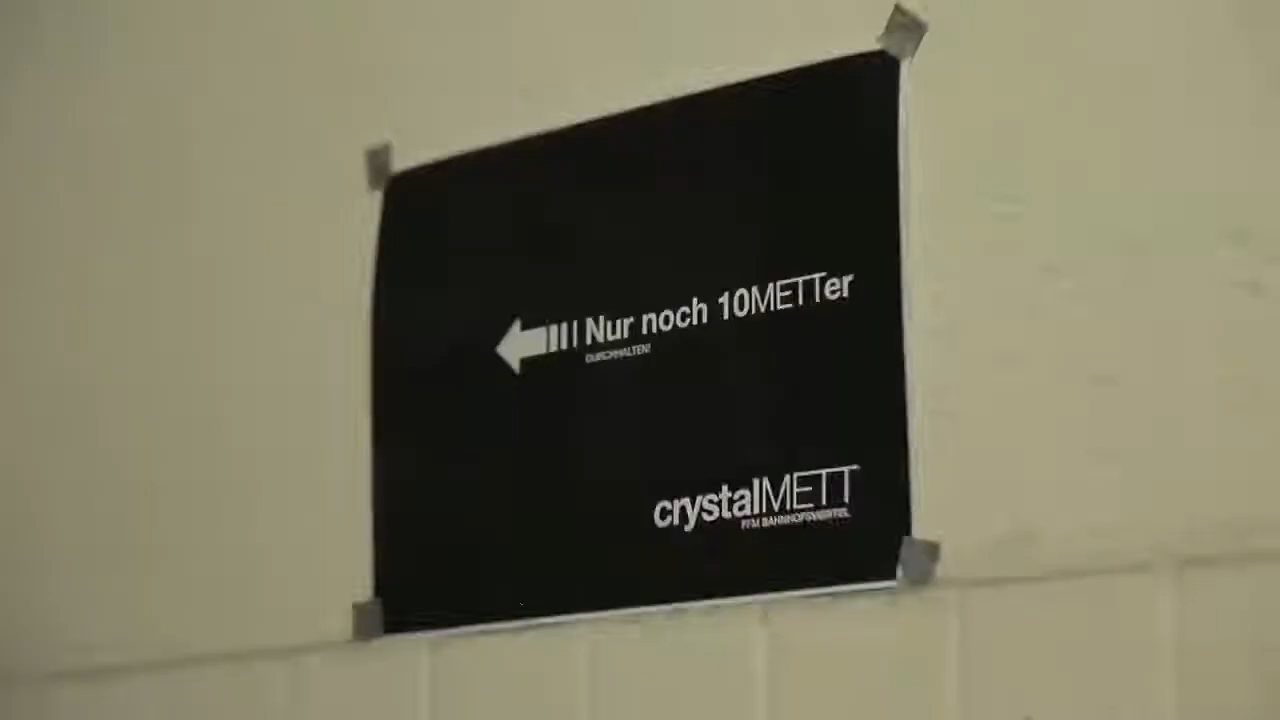 Nur noch 10METTer
DURCHHALTEN!
crystalMETT
FFM BAHNHOFSVIERTEL